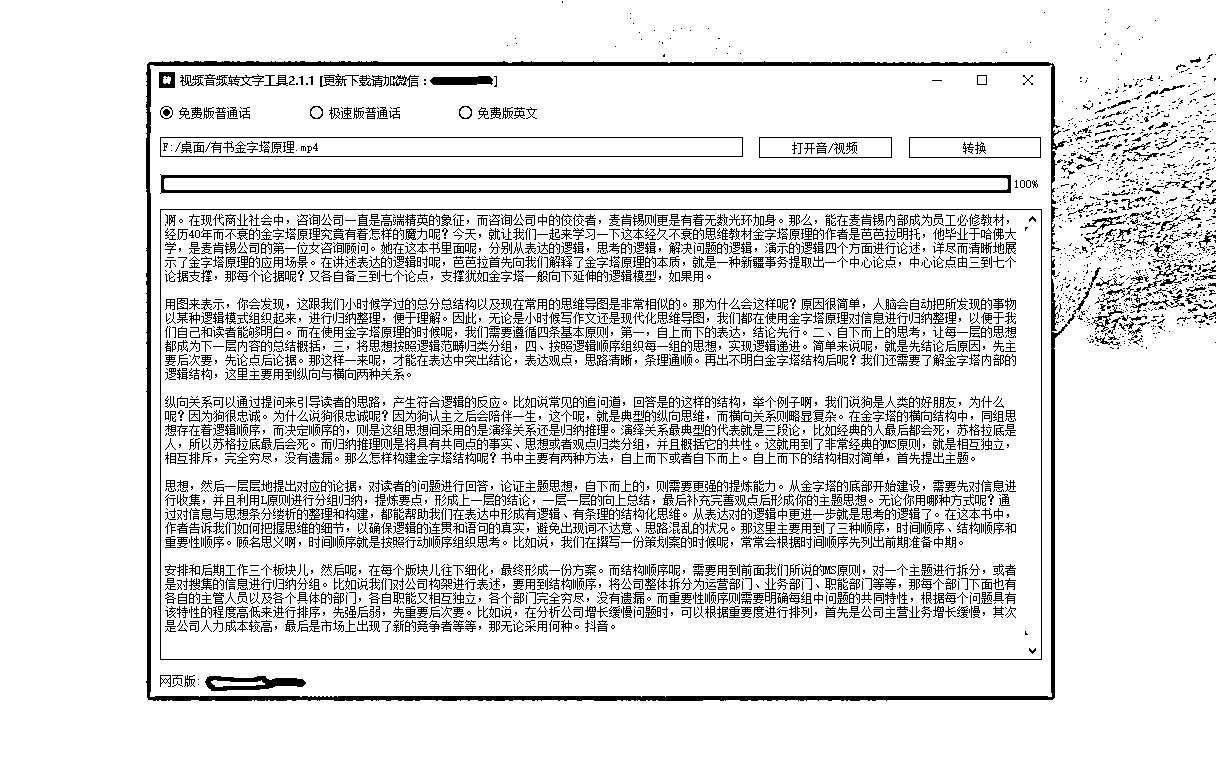 视频音频转文字工具2.1.1 [更新下载请加微信：]
免费版普通话 极速版普通话 免费版英文
F:/桌面/有书金字塔原理.mp4 打开音/视频 转换
100%
啊。在现代商业社会中，咨询公司一直是高端精英的象征，而咨询公司中的佼佼者，麦肯锡则更是有着无数光环加身。那么，能在麦肯锡内部成为员工必修教材，
经历40年而不衰的金字塔原理究竟有着怎样的魔力呢？今天，就让我们一起来学习一下这本经久不衰的思维教材金字塔原理的作者是芭芭拉明托，他毕业于哈佛大
学，是麦肯锡公司的第一位女咨询顾问。她在这本书里面呢，分别从表达的逻辑，思考的逻辑，解决问题的逻辑，演示的逻辑四个方面进行论述，详尽而清晰地展
示了金字塔原理的应用场景。在讲述表达的逻辑时呢，芭芭拉首先向我们解释了金字塔原理的本质，就是一种新疆事务提取出一个中心论点，中心论点由三到七个
论据支撑，那每个论据呢？又各自备三到七个论点，支撑犹如金字塔一般向下延伸的逻辑模型，如果用。
用图来表示，你会发现，这跟我们小时候学过的总分总结构以及现在常用的思维导图是非常相似的。那为什么会这样呢？原因很简单，人脑会自动把所发现的事物
以某种逻辑模式组织起来，进行归纳整理，便于理解。因此，无论是小时候写作文还是现代化思维导图，我们都在使用金字塔原理对信息进行归纳整理，以便于我
们自己和读者能够明白。而在使用金字塔原理的时候呢，我们需要遵循四条基本原则，第一，自上而下的表达，结论先行。二、自下而上的思考，让每一层的思想
都成为下一层内容的总结概括，三，将思想按照逻辑范畴归类分组，四、按照逻辑顺序组织每一组的思想，实现逻辑递进。简单来说呢，就是先结论后原因，先主
要后次要，先论点后论据。那这样一来呢，才能在表达中突出结论，表达观点，思路清晰，条理通顺。再出不明白金字塔结构后呢？我们还需要了解金字塔内部的
逻辑结构，这里主要用到纵向与横向两种关系。
纵向关系可以通过提问来引导读者的思路，产生符合逻辑的反应。比如说常见的追问道，回答是的这样的结构，举个例子啊，我们说狗是人类的好朋友，为什么
呢？因为狗很忠诚。为什么说狗很忠诚呢？因为狗认主之后会陪伴一生，这个呢，就是典型的纵向思维，而横向关系则略显复杂。在金字塔的横向结构中，同组思
想存在着逻辑顺序，而决定顺序的，则是这组思想间采用的是演绎关系还是归纳推理。演绎关系最典型的代表就是三段论，比如经典的人最后都会死，苏格拉底是
人，所以苏格拉底最后会死。而归纳推理则是将具有共同点的事实、思想或者观点归类分组，并且概括它的共性。这就用到了非常经典的MS原则，就是相互独立，
相互排斥，完全穷尽，没有遗漏。那么怎样构建金字塔结构呢？书中主要有两种方法，自上而下或者自下而上。自上而下的结构相对简单，首先提出主题。
思想，然后一层层地提出对应的论据，对读者的问题进行回答，论证主题思想，自下而上的，则需要更强的提炼能力。从金字塔的底部开始建设，需要先对信息进
行收集，并且利用L原则进行分组归纳，提炼要点，形成上一层的结论，一层一层的向上总结，最后补充完善观点后形成你的主题思想。无论你用哪种方式呢？通
过对信息与思想条分缕析的整理和构建，都能帮助我们在表达中形成有逻辑、有条理的结构化思维。从表达对的逻辑中更进一步就是思考的逻辑了。在这本书中，
作者告诉我们如何把握思维的细节，以确保逻辑的连贯和语句的真实，避免出现词不达意、思路混乱的状况。那这里主要用到了三种顺序，时间顺序、结构顺序和
重要性顺序。顾名思义啊，时间顺序就是按照行动顺序组织思考。比如说，我们在撰写一份策划案的时候呢，常常会根据时间顺序先列出前期准备中期。
安排和后期工作三个板块儿，然后呢，在每个版块儿往下细化，最终形成一份方案。而结构顺序呢，需要用到前面我们所说的MS原则，对一个主题进行拆分，或者
是对搜集的信息进行归纳分组。比如说我们对公司构架进行表述，要用到结构顺序，将公司整体拆分为运营部门、业务部门、职能部门等等，那每个部门下面也有
各自的主管人员以及各个具体的部门，各自职能又相互独立，各个部门完全穷尽，没有遗漏。而重要性顺序则需要明确每组中问题的共同特性，根据每个问题具有
该特性的程度高低来进行排序，先强后弱，先重要后次要。比如说，在分析公司增长缓慢问题时，可以根据重要度进行排列，首先是公司主营业务增长缓慢，其次
是公司人力成本较高，最后是市场上出现了新的竞争者等等，那无论采用何种。抖音。
网页版: